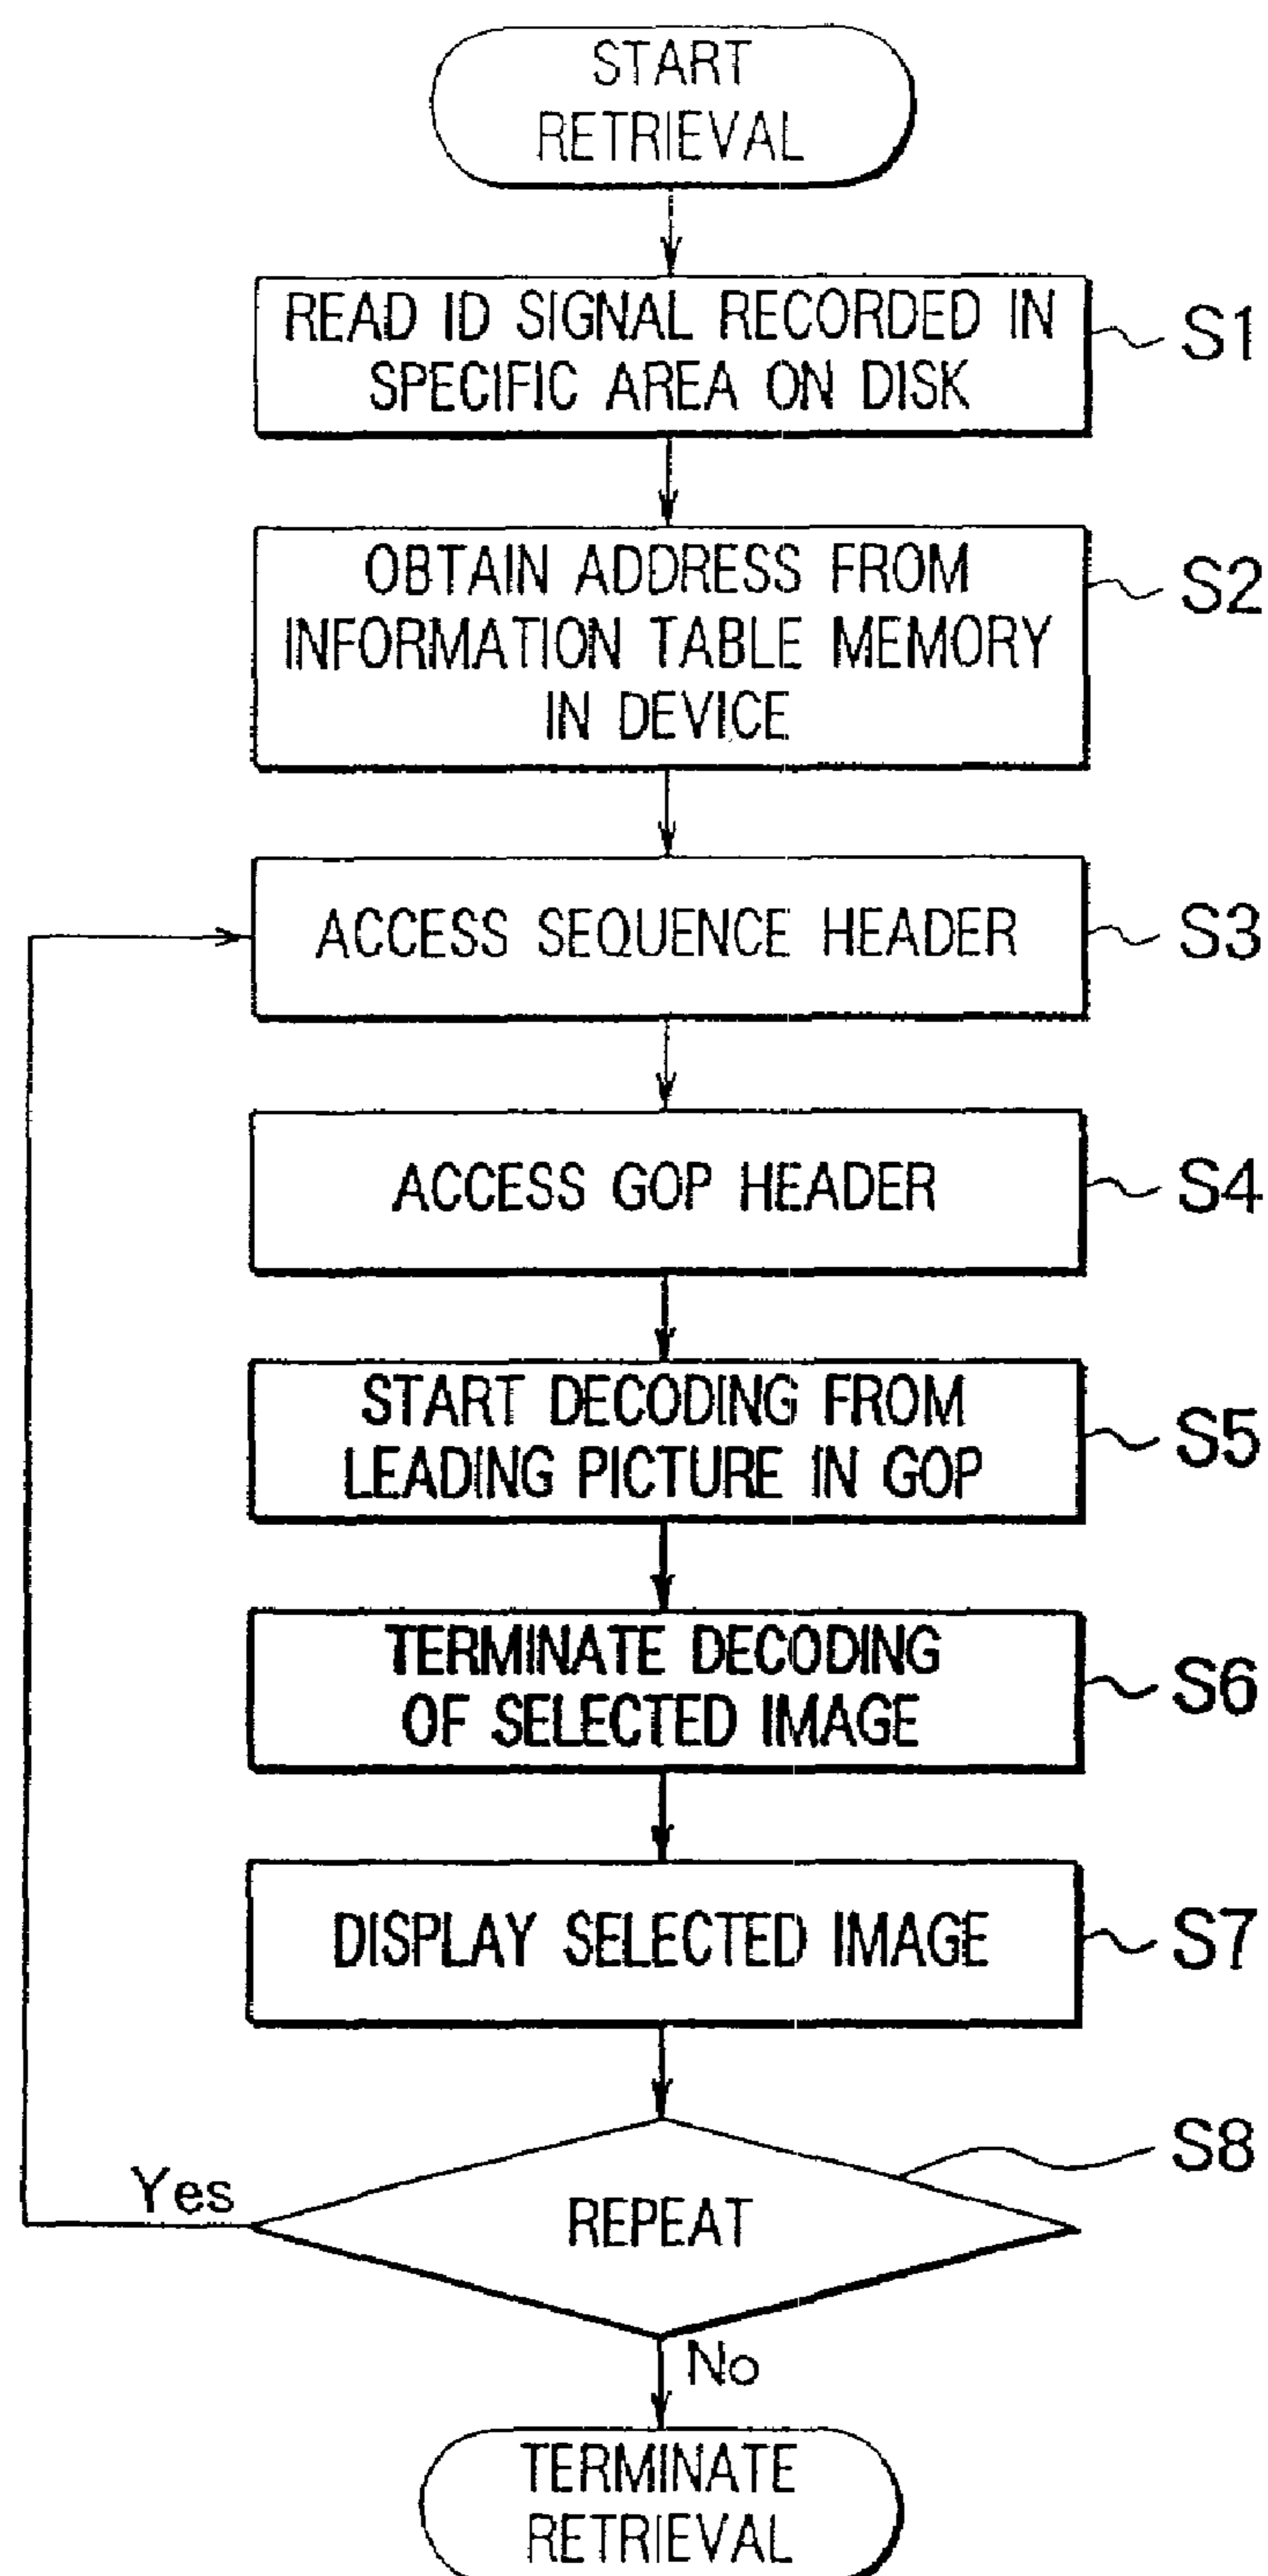 START
RETRIEVAL
READ ID SIGNAL RECORDED IN
SPECIFIC AREA ON DISK
S1
OBTAIN ADDRESS FROM
INFORMATION TABLE MEMORY
IN DEVICE
S2
ACCESS SEQUENCE HEADER
S3
ACCESS GOP HEADER
S4
START DECODING FROM
LEADING PICTURE IN GOP
S5
TERMINATE DECODING
OF SELECTED IMAGE
S6
DISPLAY SELECTED IMAGE
S7
S8
Yes
REPEAT
No
TERMINATE
RETRIEVAL